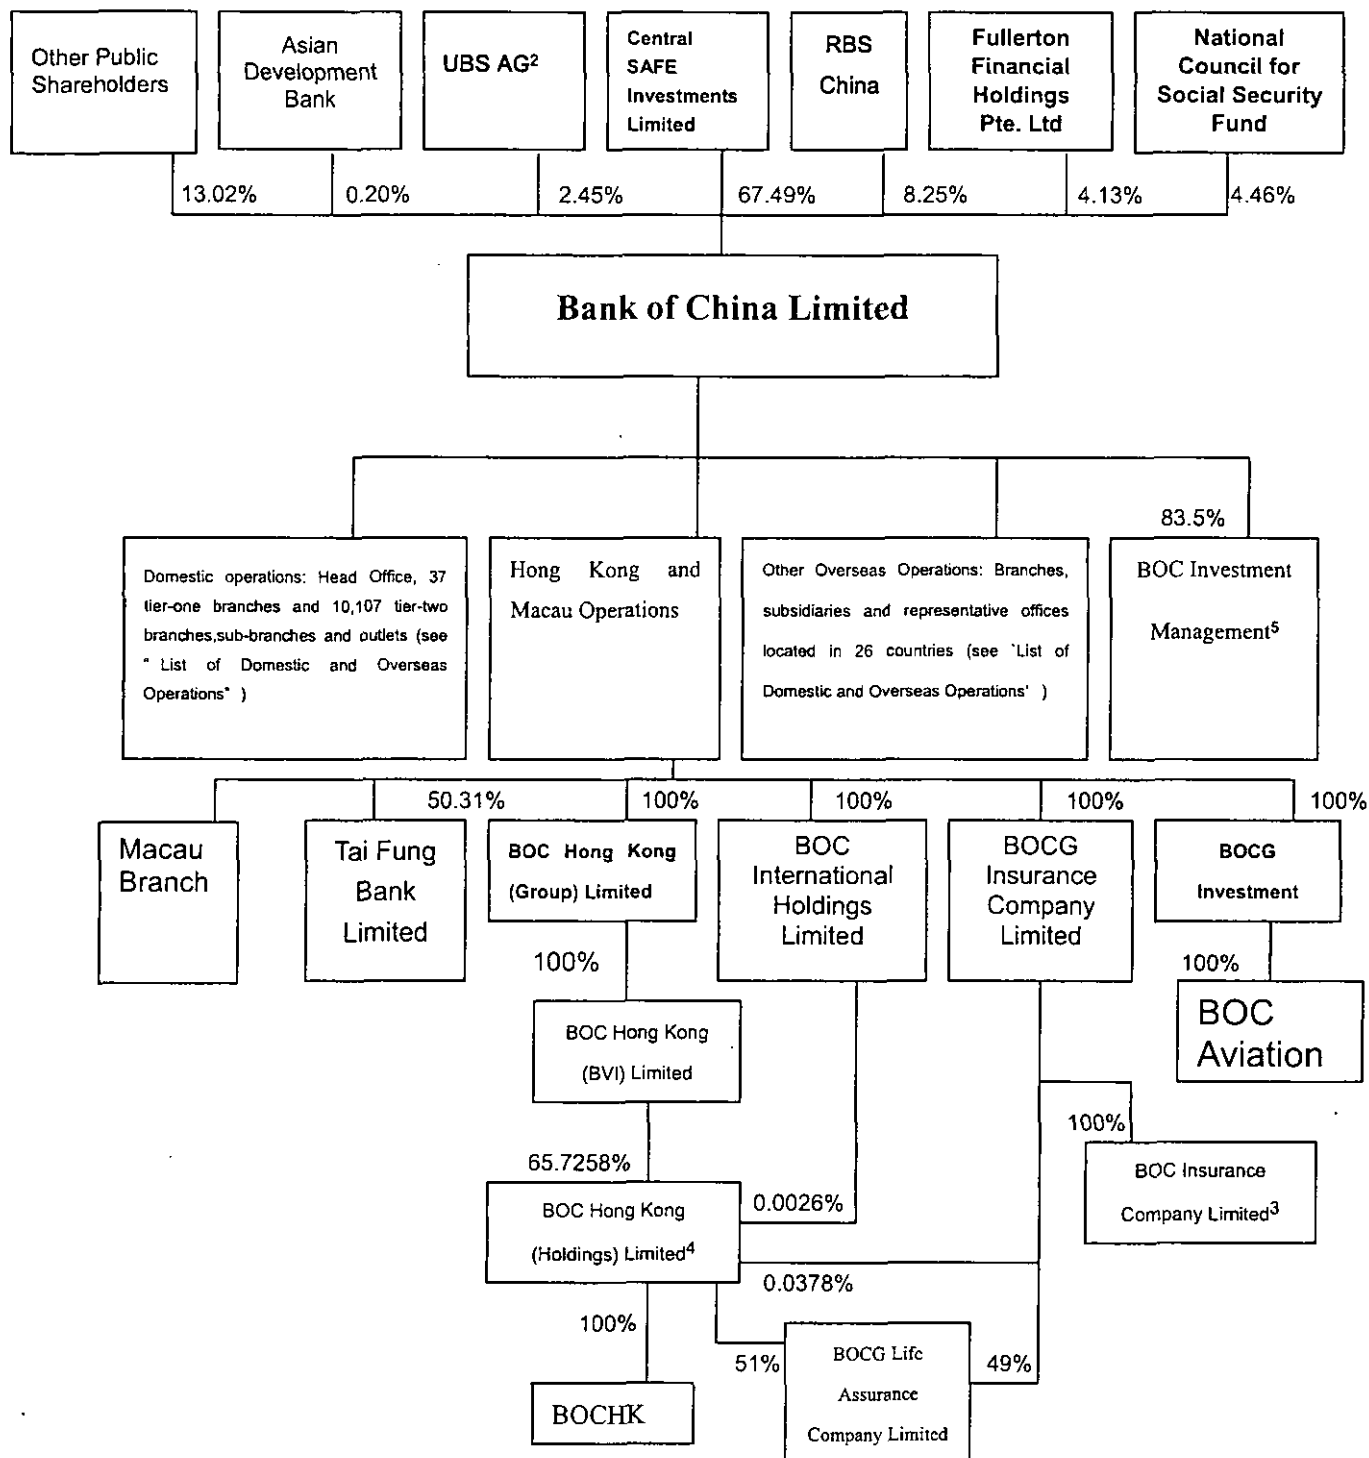 Other Public
Shareholders
Asian
Development
Bank
UBS AG²
Central
SAFE
Investments
Limited
RBS
China
Fullerton
Financial
Holdings
Pte. Ltd
National
Council for
Social Security
Fund
13.02%
0.20%
2.45%
67.49%
8.25%
4.13%
4.46%
Bank of China Limited
83.5%
Domestic operations: Head Office, 37
tier-one branches and 10,107 tier-two
branches,sub-branches and outlets (see
" List of Domestic and Overseas
Operations" )
Hong Kong and
Macau Operations
Other Overseas Operations: Branches,
subsidiaries and representative offices
located in 26 countries (see 'List of
Domestic and Overseas Operations' )
BOC Investment
Management⁵
50.31%
100%
100%
100%
100%
Macau
Branch
Tai Fung
Bank
Limited
BOC Hong Kong
(Group) Limited
BOC
International
Holdings
Limited
BOCG
Insurance
Company
Limited
BOCG
Investment
100%
100%
BOC Hong Kong
(BVI) Limited
BOC
Aviation
100%
65.7258%
BOC Insurance
Company Limited³
BOC Hong Kong
(Holdings) Limited⁴
0.0026%
0.0378%
100%
51%
49%
BOCG Life
Assurance
Company Limited
BOCHK